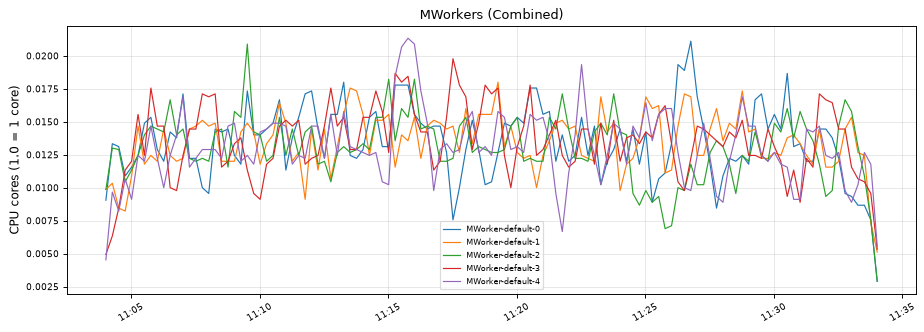 MWorkers (Combined)
CPU cores (1.0 = 1 core)
0.0200
0.0175
0.0150
0.0125
0.0100
0.0075
0.0050
0.0025
MWorker-default-0
MWorker-default-1
MWorker-default-2
MWorker-default-3
MWorker-default-4
11:05
11:10
11:15
11:20
11:25
11:30
11:35